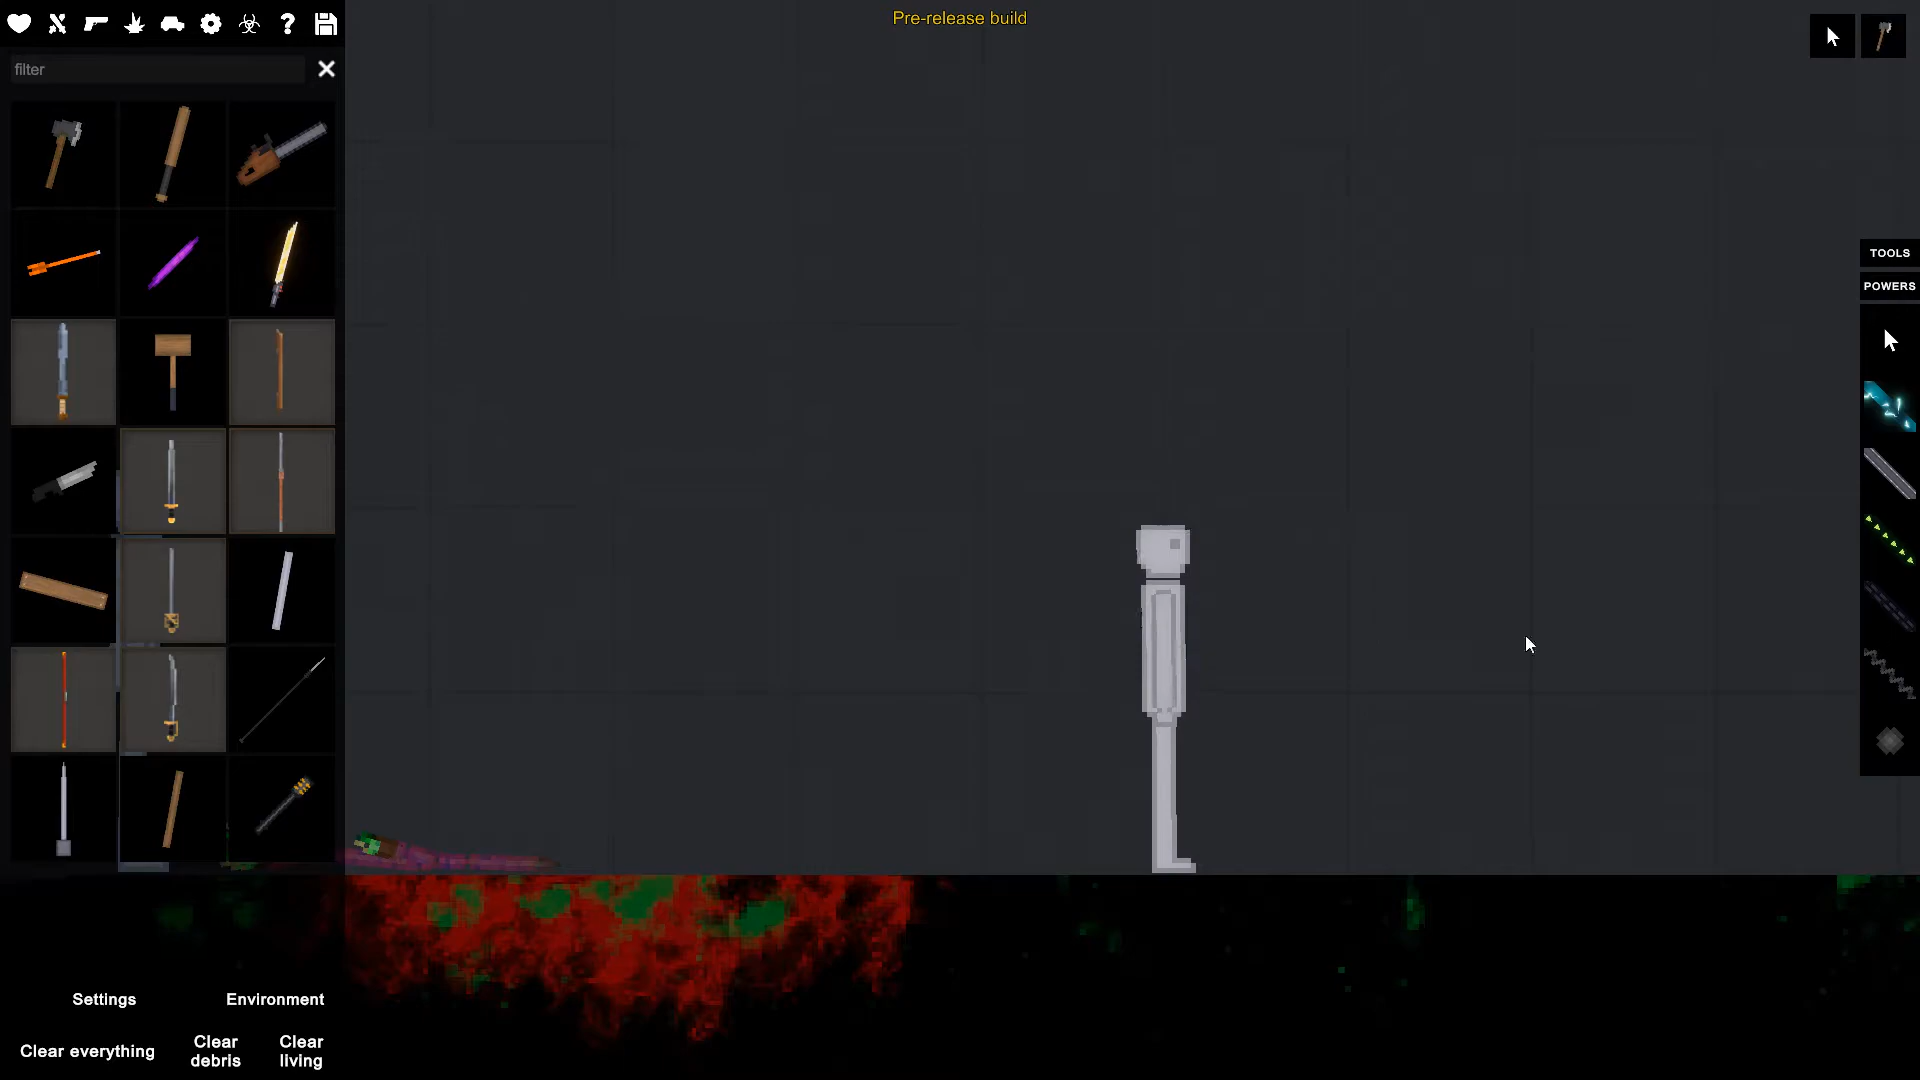 Pre-release build
filter
TOOLS
POWERS
Settings
Environment
Clear everything
Clear
debris
Clear
living